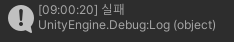 [09:00:20] 실패
UnityEngine.Debug:Log (object)